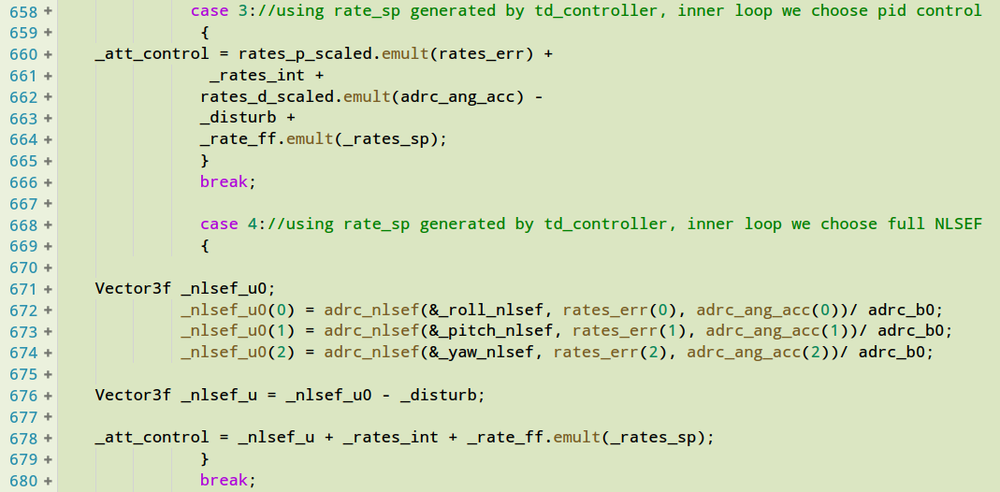 658 + case 3://using rate_sp generated by td_controller, inner loop we choose pid control
659 + {
660 + _att_control = rates_p_scaled.emult(rates_err) +
661 + _rates_int +
662 + rates_d_scaled.emult(adrc_ang_acc) -
663 + _disturb +
664 + _rate_ff.emult(_rates_sp);
665 + }
666 + break;
667 +
668 + case 4://using rate_sp generated by td_controller, inner loop we choose full NLSEF
669 + {
670 +
671 + Vector3f _nlsef_u0;
672 + _nlsef_u0(0) = adrc_nlsef(&_roll_nlsef, rates_err(0), adrc_ang_acc(0))/ adrc_b0;
673 + _nlsef_u0(1) = adrc_nlsef(&_pitch_nlsef, rates_err(1), adrc_ang_acc(1))/ adrc_b0;
674 + _nlsef_u0(2) = adrc_nlsef(&_yaw_nlsef, rates_err(2), adrc_ang_acc(2))/ adrc_b0;
675 +
676 + Vector3f _nlsef_u = _nlsef_u0 - _disturb;
677 +
678 + _att_control = _nlsef_u + _rates_int + _rate_ff.emult(_rates_sp);
679 + }
680 + break;